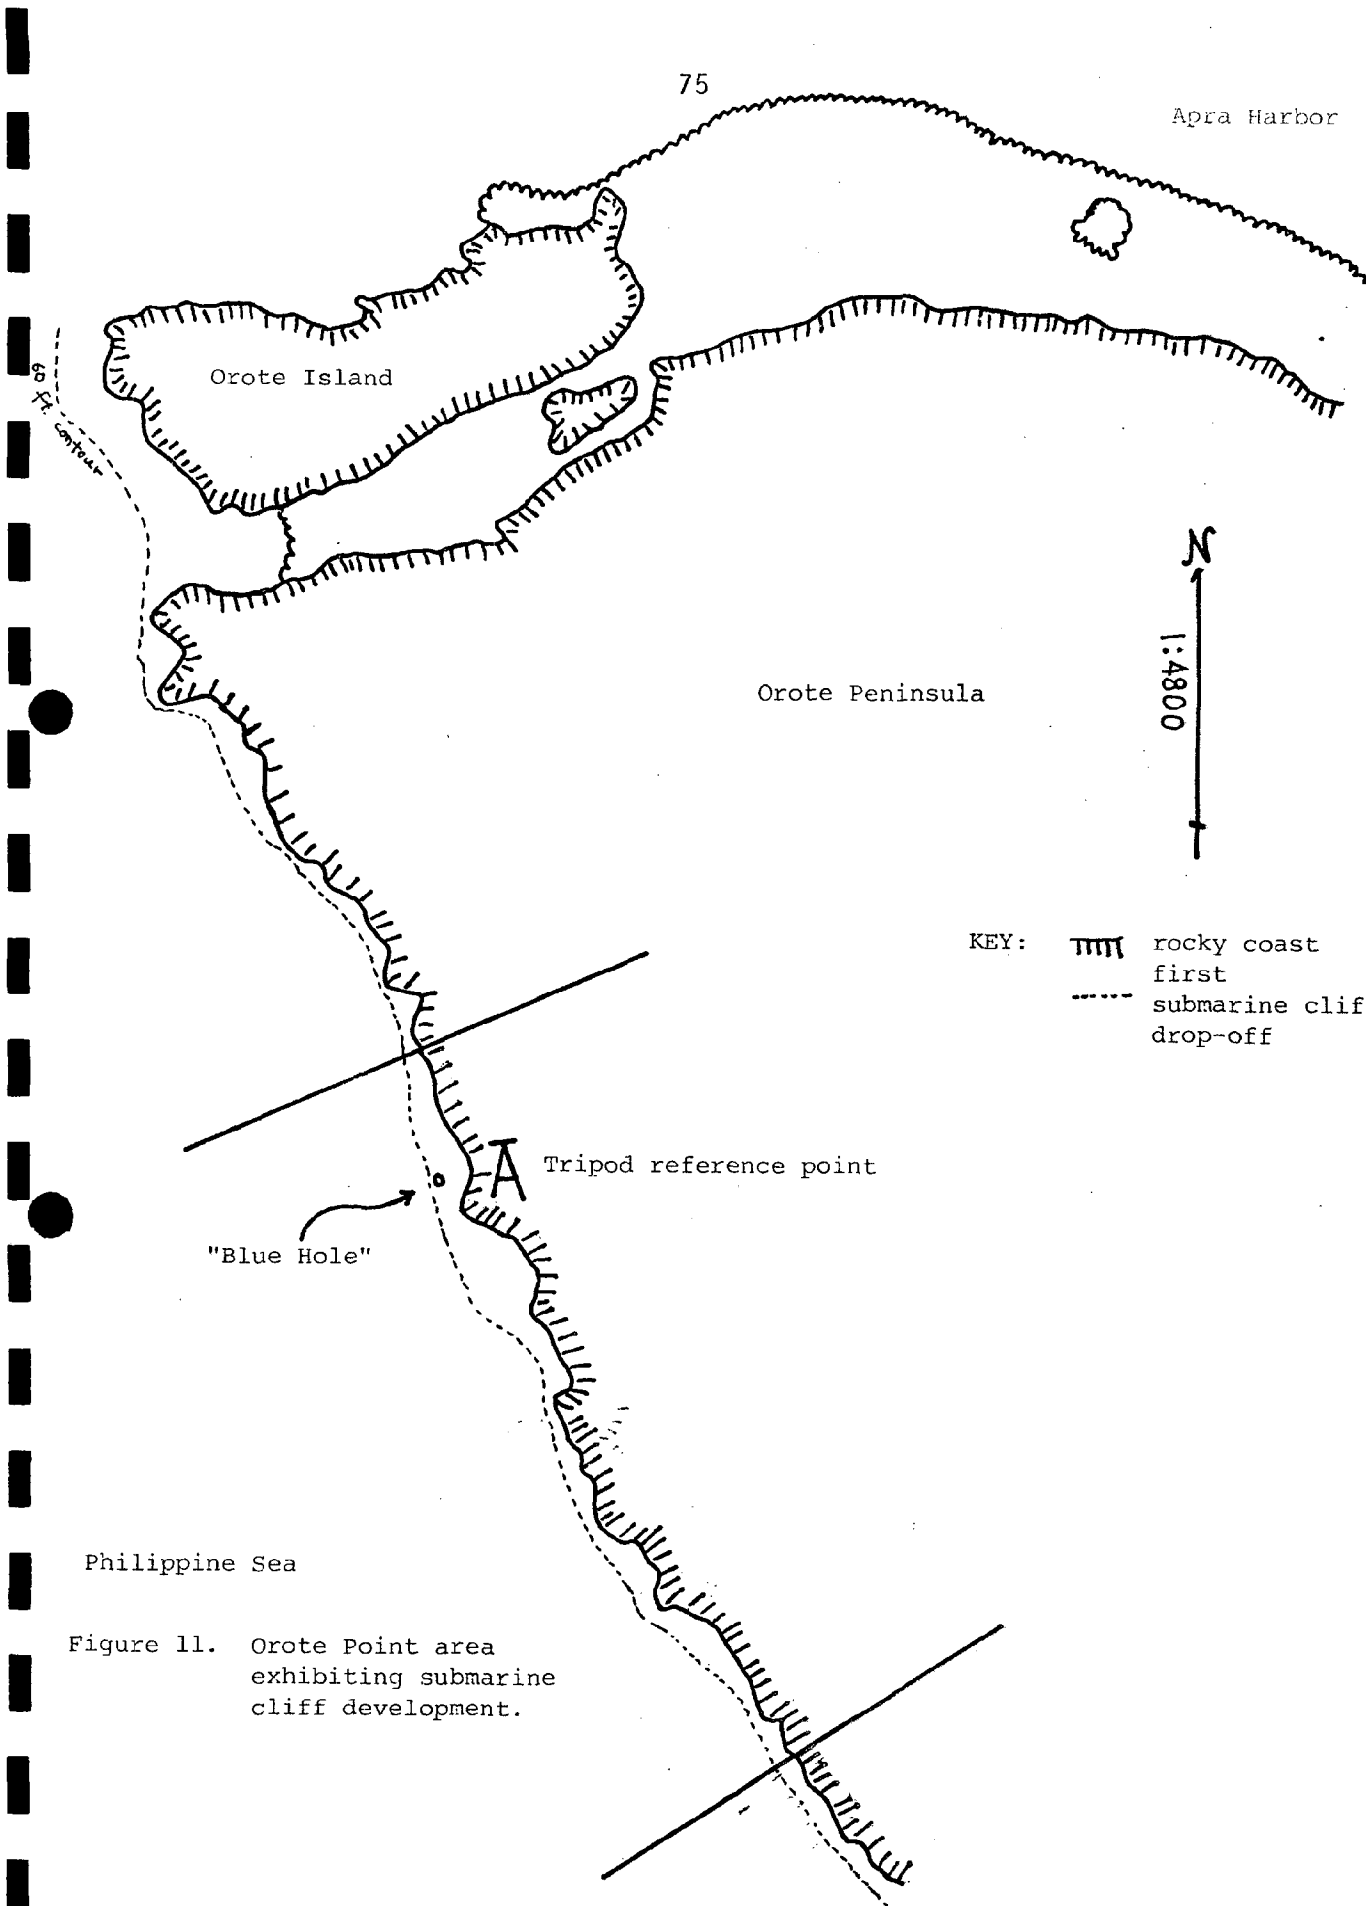 75
Apra Harbor
Orote Island
60 ft. contour
N
1:4800
Orote Peninsula
KEY:
rocky coast
first
submarine clif
drop-off
A
Tripod reference point
"Blue Hole"
Philippine Sea
Figure 11. Orote Point area
exhibiting submarine
cliff development.